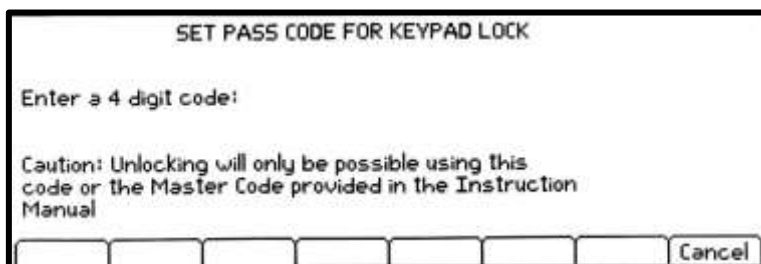 SET PASS CODE FOR KEYPAD LOCK
Enter a 4 digit code:
Caution: Unlocking will only be possible using this
code or the Master Code provided in the Instruction
Manual
Cancel